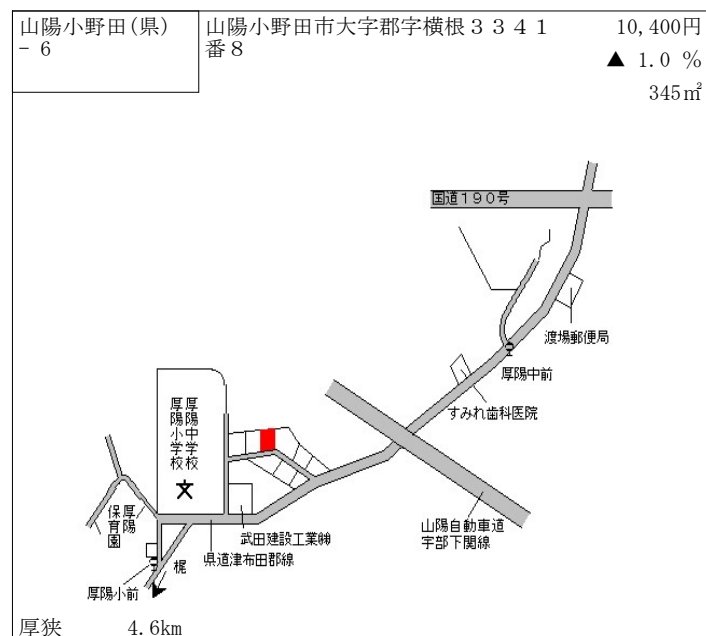 山陽小野田(県)
- 6
山陽小野田市大字郡字横根３３４１
番８
10,400円
▲ 1.0 %
345㎡
国道１９０号
渡場郵便局
厚陽中前
すみれ歯科医院
厚陽中学校
厚陽小学校
文
山陽自動車道
宇部下関線
厚陽
保育園
武田建設工業㈱
県道津布田郡線
梶
厚陽小前
厚狭 4.6km